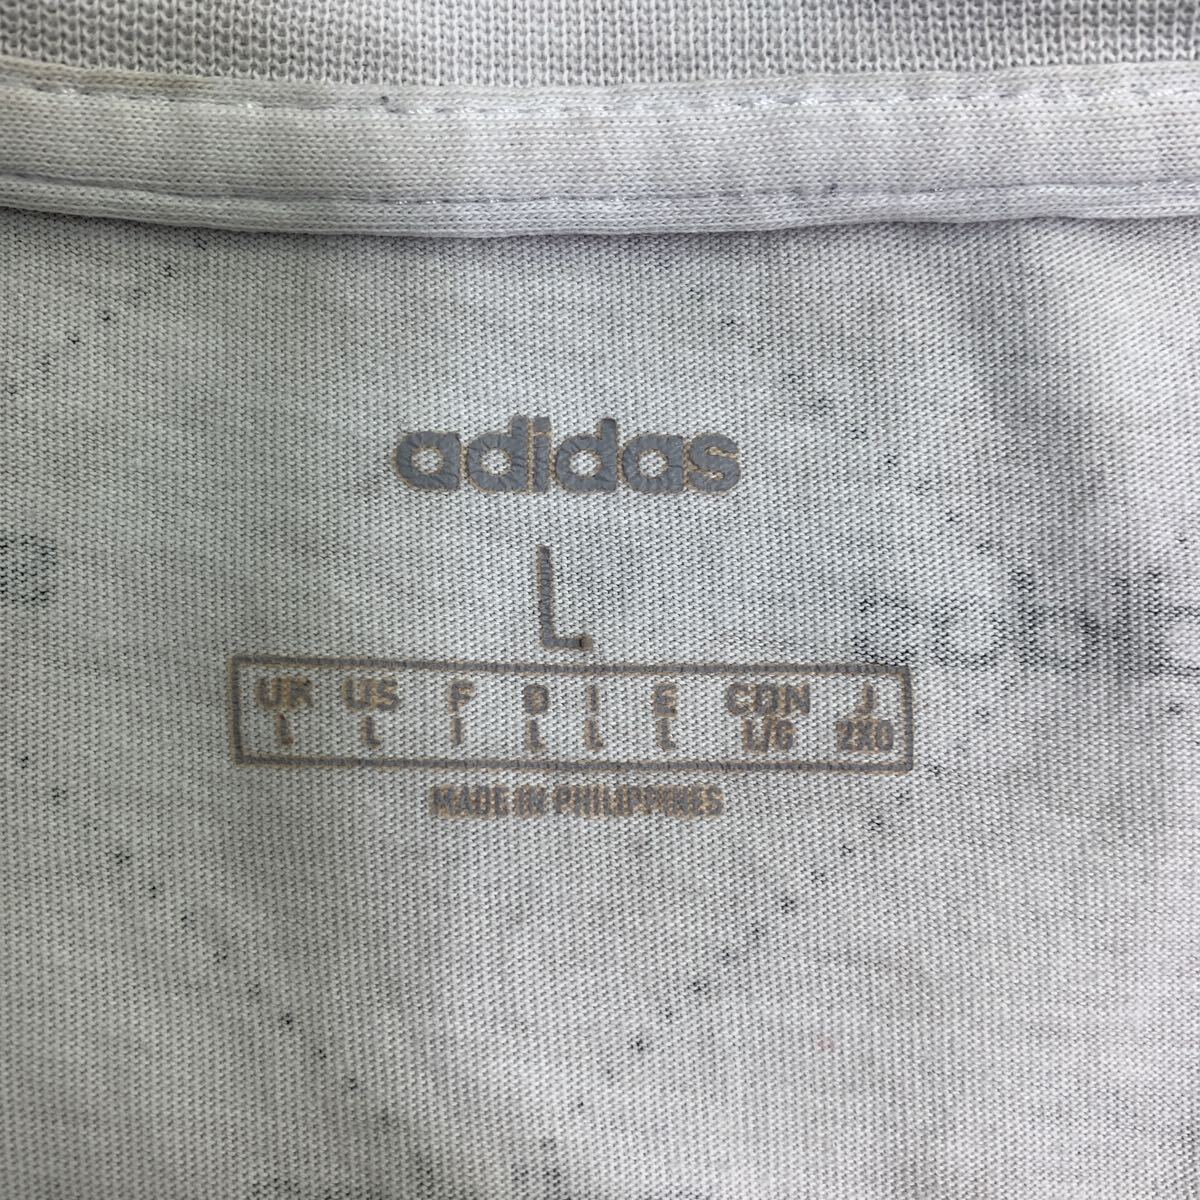 adidas
L
UK US F D I E CDN J
L L L L L L/G 2XO
MADE IN PHILIPPINES